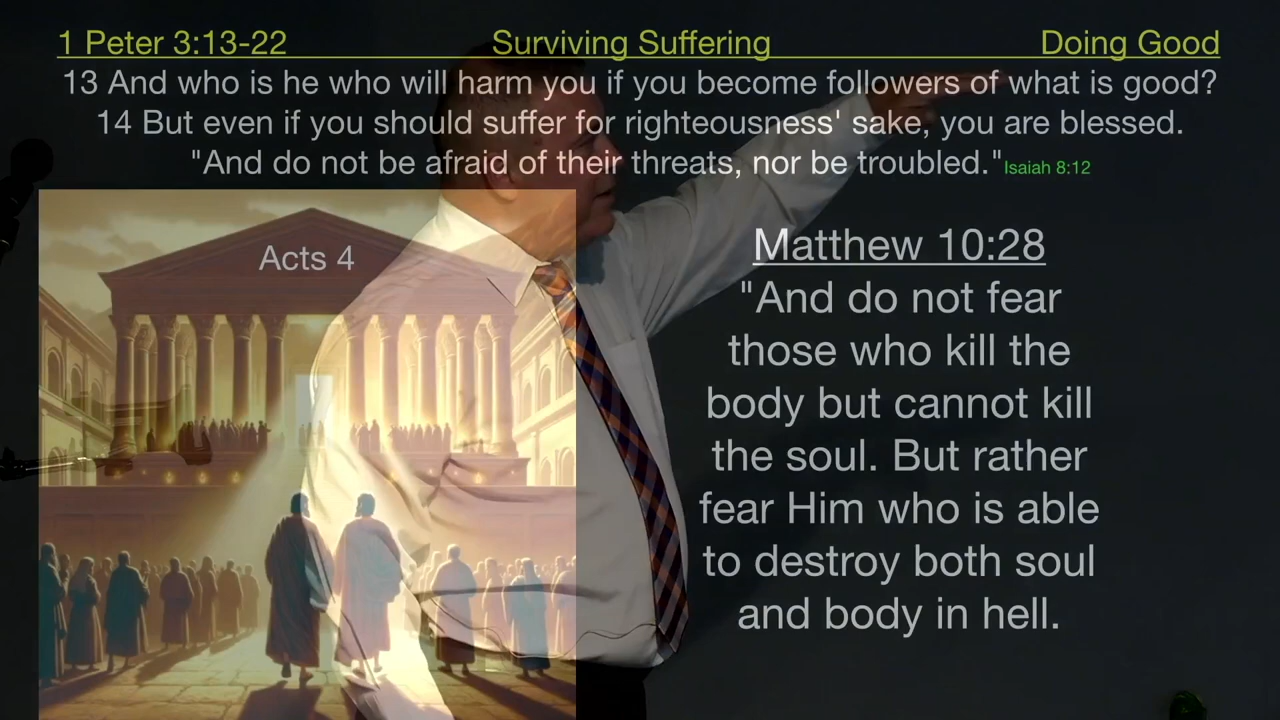 1 Peter 3:13-22 Surviving Suffering Doing Good
13 And who is he who will harm you if you become followers of what is good?
14 But even if you should suffer for righteousness' sake, you are blessed.
"And do not be afraid of their threats, nor be troubled." Isaiah 8:12
Acts 4
Matthew 10:28
"And do not fear
those who kill the
body but cannot kill
the soul. But rather
fear Him who is able
to destroy both soul
and body in hell.